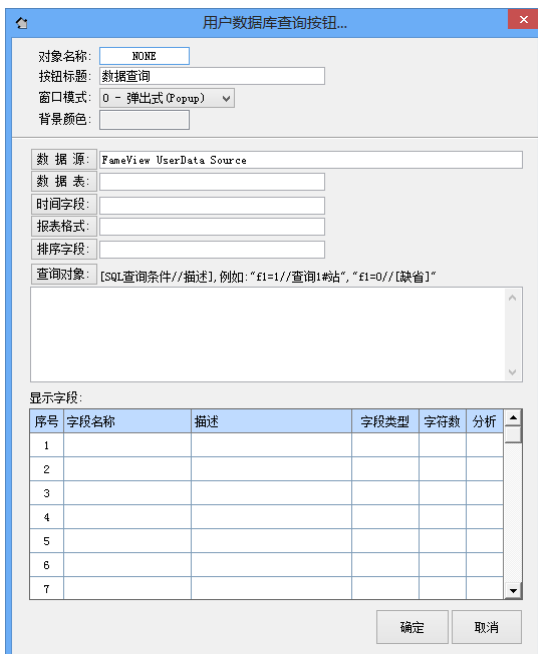 用户数据库查询按钮...
对象名称: NONE
按钮标题: 数据查询
窗口模式: 0 - 弹出式(Popup)
背景颜色:
数 据 源: FameView UserData Source
数 据 表:
时间字段:
报表格式:
排序字段:
查询对象: [SQL查询条件//描述],例如:"f1=1//查询1#站","f1=0//[缺省]"
显示字段:
序号 字段名称 描述 字段类型 字符数 分析
1
2
3
4
5
6
7
确定 取消